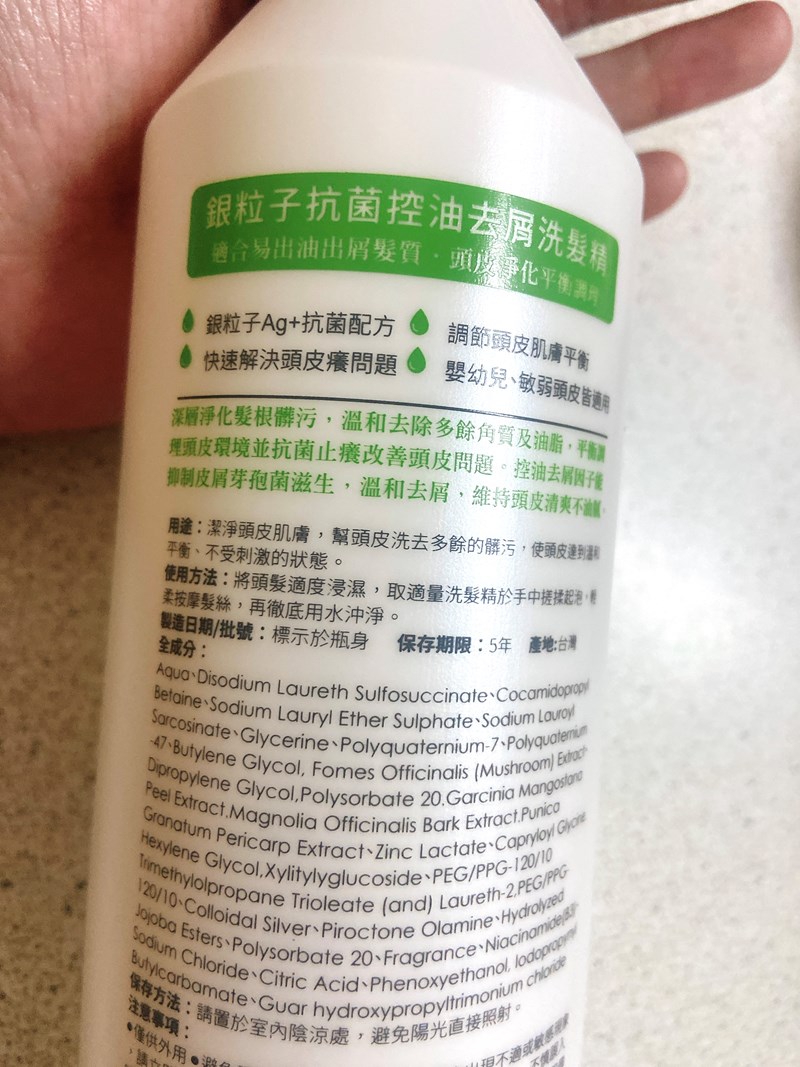 銀粒子抗菌控油去屑洗髮精
適合易出油出屑髮質．頭皮淨化平衡調理
銀粒子Ag+抗菌配方
調節頭皮肌膚平衡
快速解決頭皮癢問題
嬰幼兒、敏弱頭皮皆適用
深層淨化髮根髒污，溫和去除多餘角質及油脂，平衡調
理頭皮環境並抗菌止癢改善頭皮問題。控油去屑因子能
抑制皮屑芽孢菌滋生，溫和去屑，維持頭皮清爽不油膩。
用途：潔淨頭皮肌膚，幫頭皮洗去多餘的髒污，使頭皮達到溫和
平衡、不受刺激的狀態。
使用方法：將頭髮適度浸濕，取適量洗髮精於手中搓揉起泡，輕
柔按摩髮絲，再徹底用水沖淨。
製造日期/批號：標示於瓶身 保存期限：5年 產地:台灣
全成分：
Aqua、Disodium Laureth Sulfosuccinate、Cocamidopropyl
Betaine、Sodium Lauryl Ether Sulphate、Sodium Lauroyl
Sarcosinate、Glycerine、Polyquaternium-7、Polyquaternium
-47、Butylene Glycol, Fomes Officinalis (Mushroom) Extract、
Dipropylene Glycol,Polysorbate 20.Garcinia Mangostana
Peel Extract,Magnolia Officinalis Bark Extract.Punica
Granatum Pericarp Extract、Zinc Lactate、Capryloyl Glycine
Hexylene Glycol,Xylitylyglucoside、PEG/PPG-120/10
Trimethylolpropane Trioleate (and) Laureth-2,PEG/PPG
120/10、Colloidal Silver、Piroctone Olamine、Hydrolyzed
Jojoba Esters、Polysorbate 20、Fragrance、Niacinamide(B3)、
Sodium Chloride、Citric Acid、Phenoxyethanol, Iodopropynyl
Butylcarbamate、Guar hydroxypropyltrimonium chloride
保存方法：請置於室內陰涼處，避免陽光直接照射。
注意事項：
●僅供外用 ●避免 出現不適或敏感現象